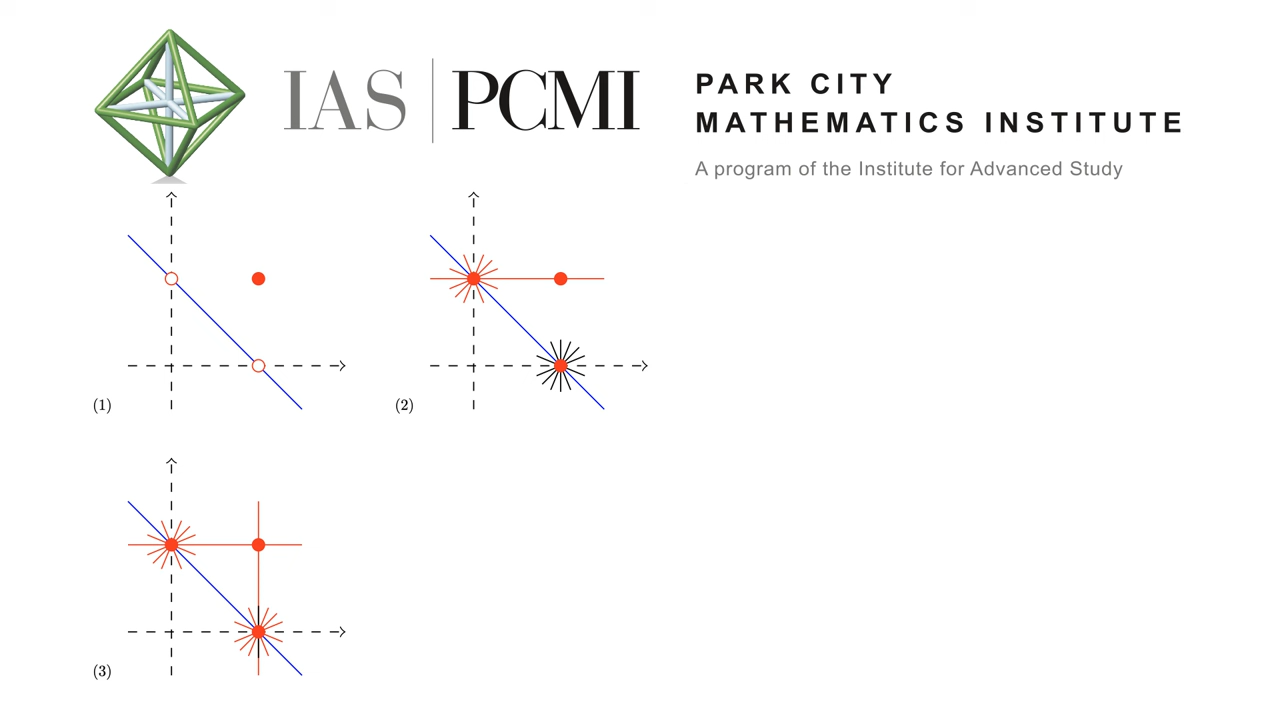 IAS PCMI
PARK CITY
MATHEMATICS INSTITUTE
A program of the Institute for Advanced Study
(1)
(2)
(3)